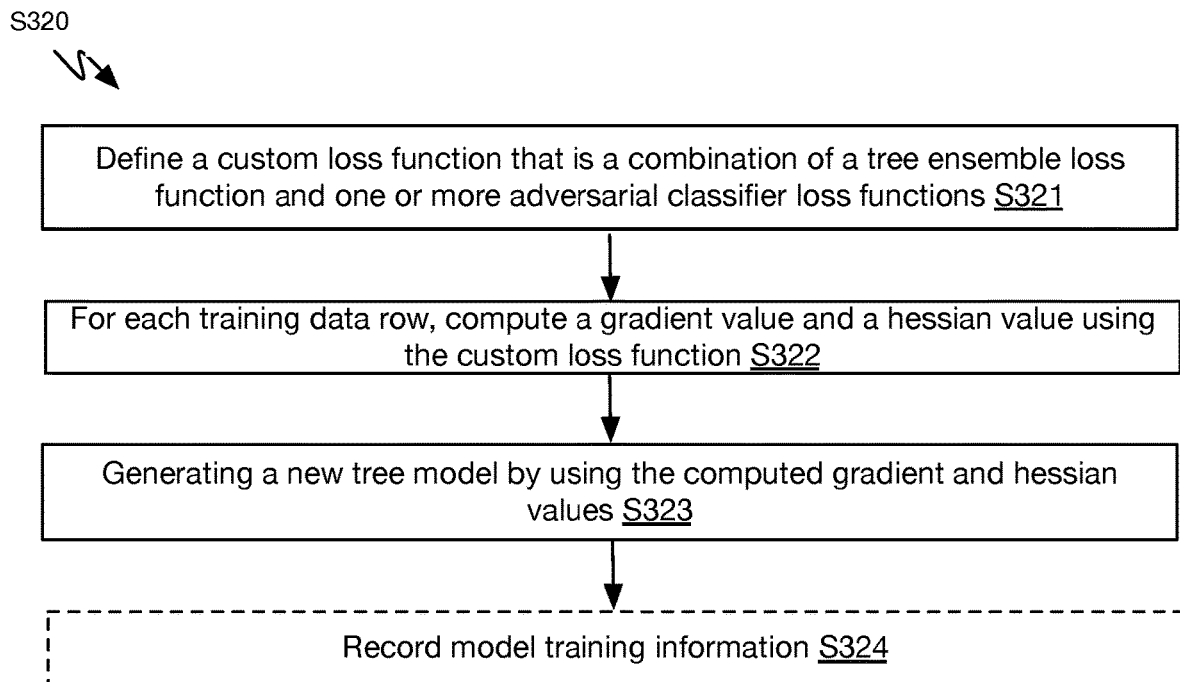 S320
Define a custom loss function that is a combination of a tree ensemble loss
function and one or more adversarial classifier loss functions S321
For each training data row, compute a gradient value and a hessian value using
the custom loss function S322
Generating a new tree model by using the computed gradient and hessian
values S323
Record model training information S324